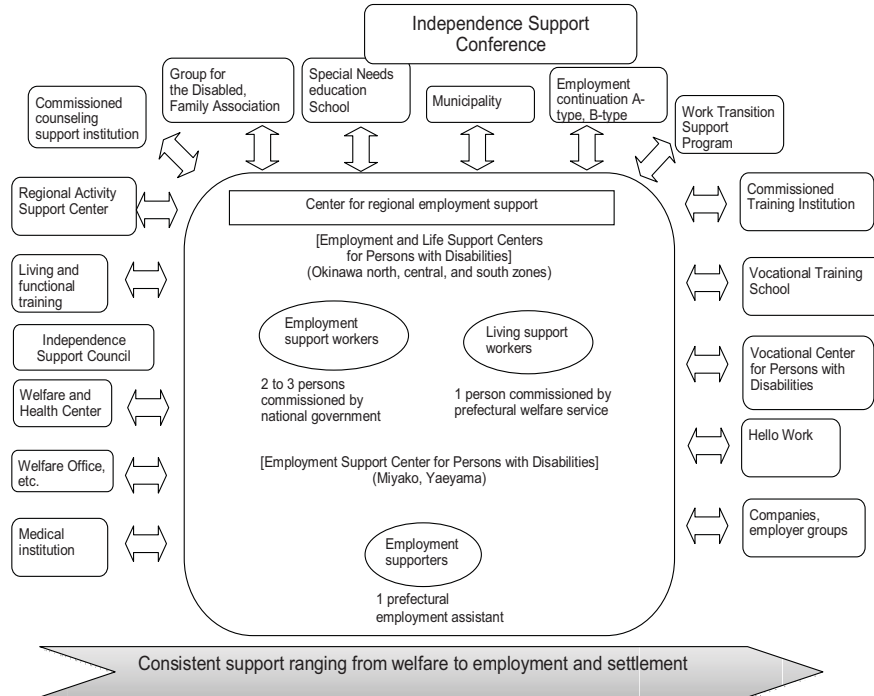 Independence Support
Conference
Commissioned
counseling
support institution
Group for
the Disabled,
Family Association
Special Needs
education
School
Municipality
Employment
continuation A-
type, B-type
Work Transition
Support
Program
Regional Activity
Support Center
Living and
functional
training
Independence
Support Council
Welfare and
Health Center
Welfare Office,
etc.
Medical
institution
Center for regional employment support
[Employment and Life Support Centers
for Persons with Disabilities]
(Okinawa north, central, and south zones)
Employment
support workers
2 to 3 persons
commissioned by
national government
Living support
workers
1 person commissioned by
prefectural welfare service
[Employment Support Center for Persons with Disabilities]
(Miyako, Yaeyama)
Employment
supporters
1 prefectural
employment assistant
Commissioned
Training Institution
Vocational Training
School
Vocational Center
for Persons with
Disabilities
Hello Work
Companies,
employer groups
Consistent support ranging from welfare to employment and settlement